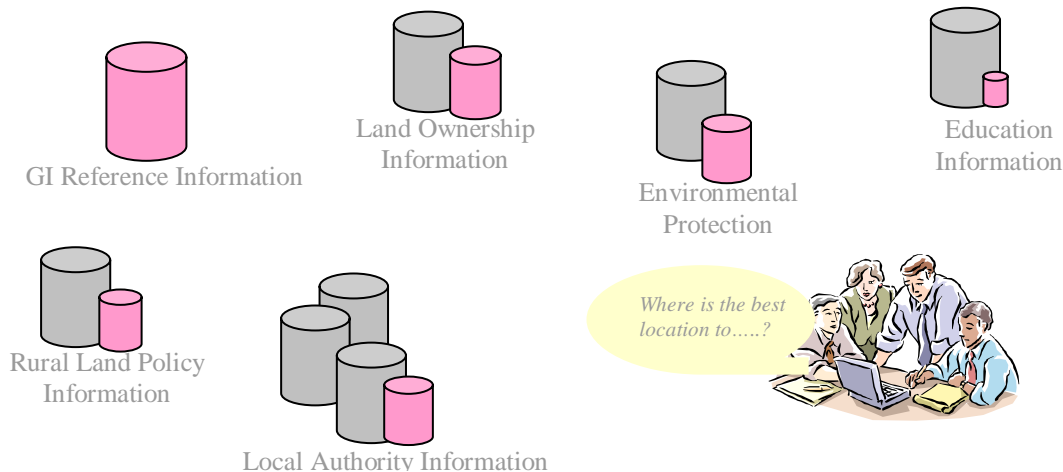 GI Reference Information
Land Ownership
Information
Environmental
Protection
Education
Information
Rural Land Policy
Information
Local Authority Information
Where is the best
location to…..?